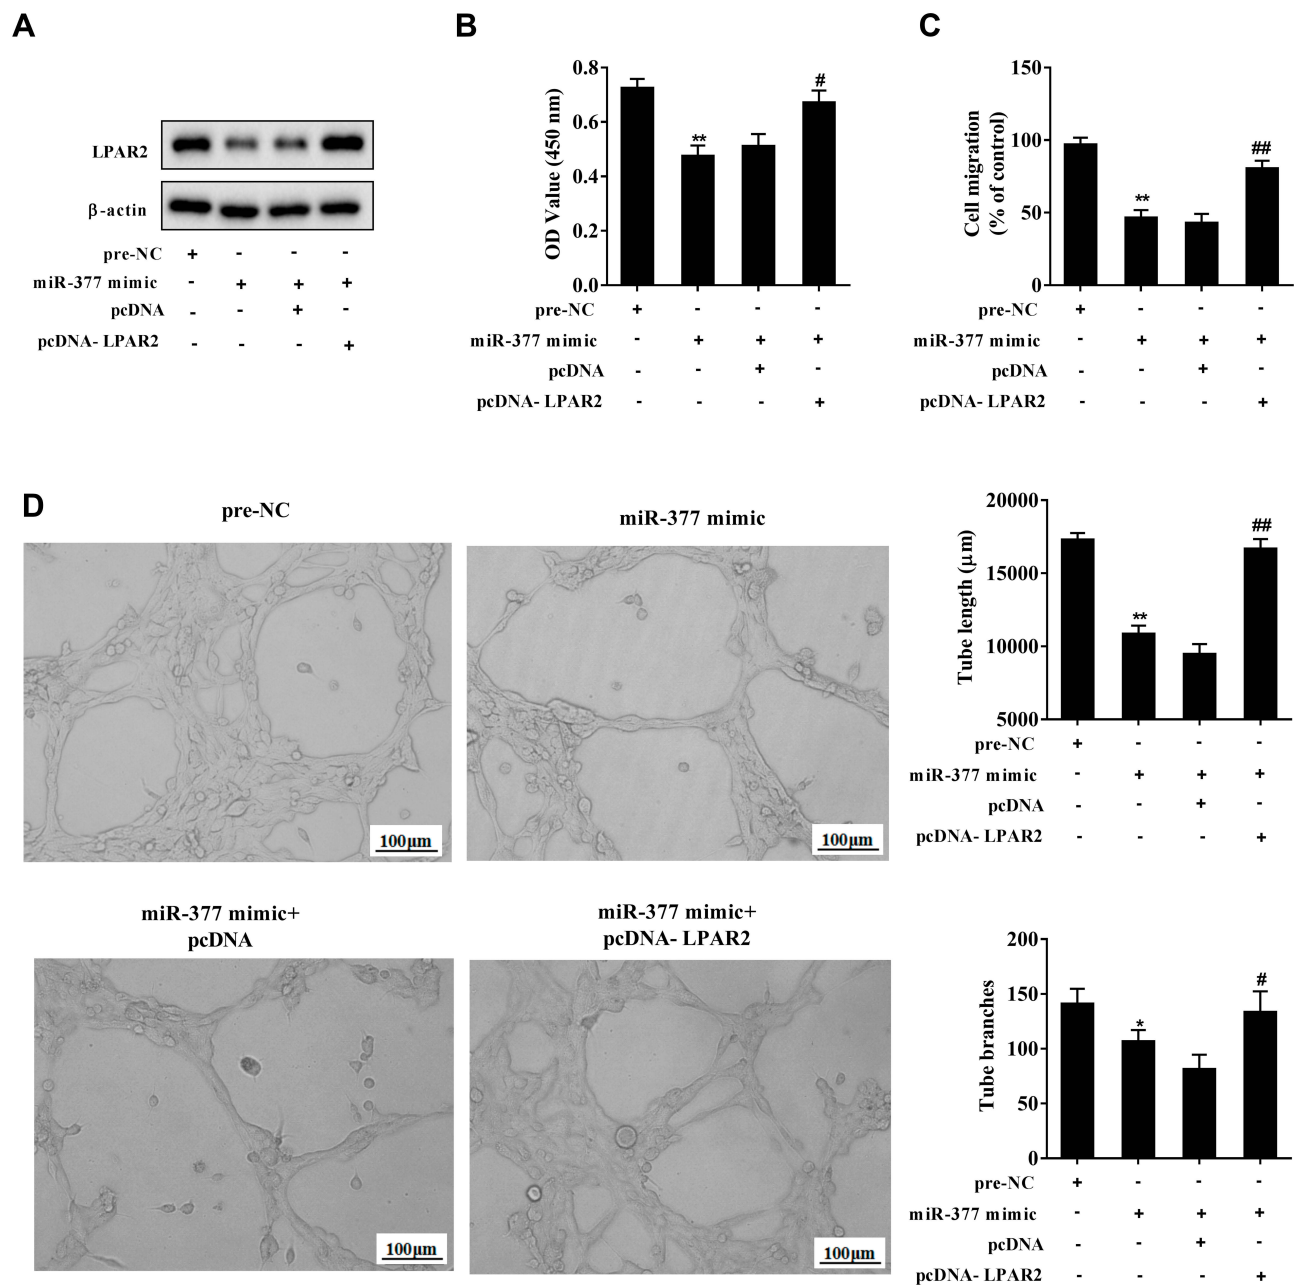 A
LPAR2
β-actin
pre-NC + - - -
miR-377 mimic - + + +
pcDNA - - + -
pcDNA- LPAR2 - - - +
B
OD Value (450 nm)
0.8
0.6
0.4
0.2
0.0
**
#
pre-NC + - - -
miR-377 mimic - + + +
pcDNA - - + -
pcDNA- LPAR2 - - - +
C
Cell migration
(% of control)
150
100
50
0
**
##
pre-NC + - - -
miR-377 mimic - + + +
pcDNA - - + -
pcDNA- LPAR2 - - - +
D
pre-NC
100μm
miR-377 mimic
100μm
miR-377 mimic+
pcDNA
100μm
miR-377 mimic+
pcDNA- LPAR2
100μm
Tube length (μm)
20000
15000
10000
5000
**
##
pre-NC + - - -
miR-377 mimic - + + +
pcDNA - - + -
pcDNA- LPAR2 - - - +
Tube branches
200
150
100
50
0
*
#
pre-NC + - - -
miR-377 mimic - + + +
pcDNA - - + -
pcDNA- LPAR2 - - - +